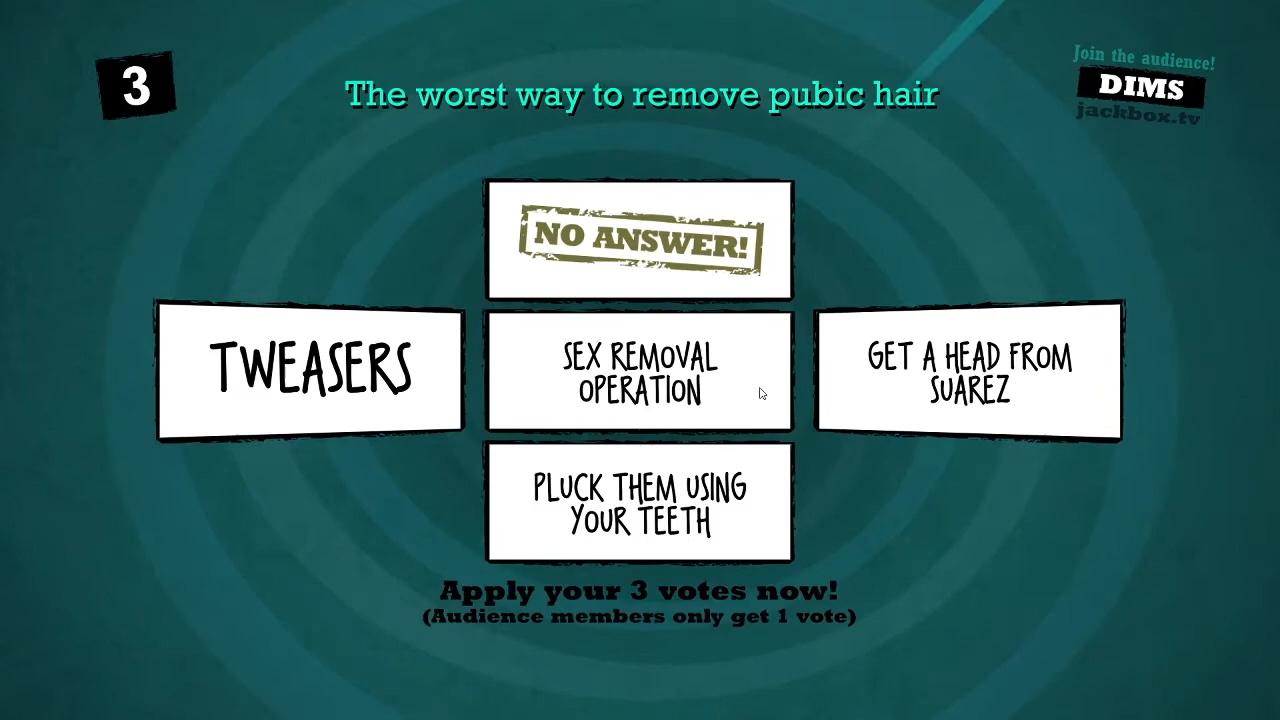 3
The worst way to remove pubic hair
Join the audience!
DIMS
jackbox.tv
NO ANSWER!
TWEASERS
SEX REMOVAL
OPERATION
GET A HEAD FROM
SUAREZ
PLUCK THEM USING
YOUR TEETH
Apply your 3 votes now!
(Audience members only get 1 vote)